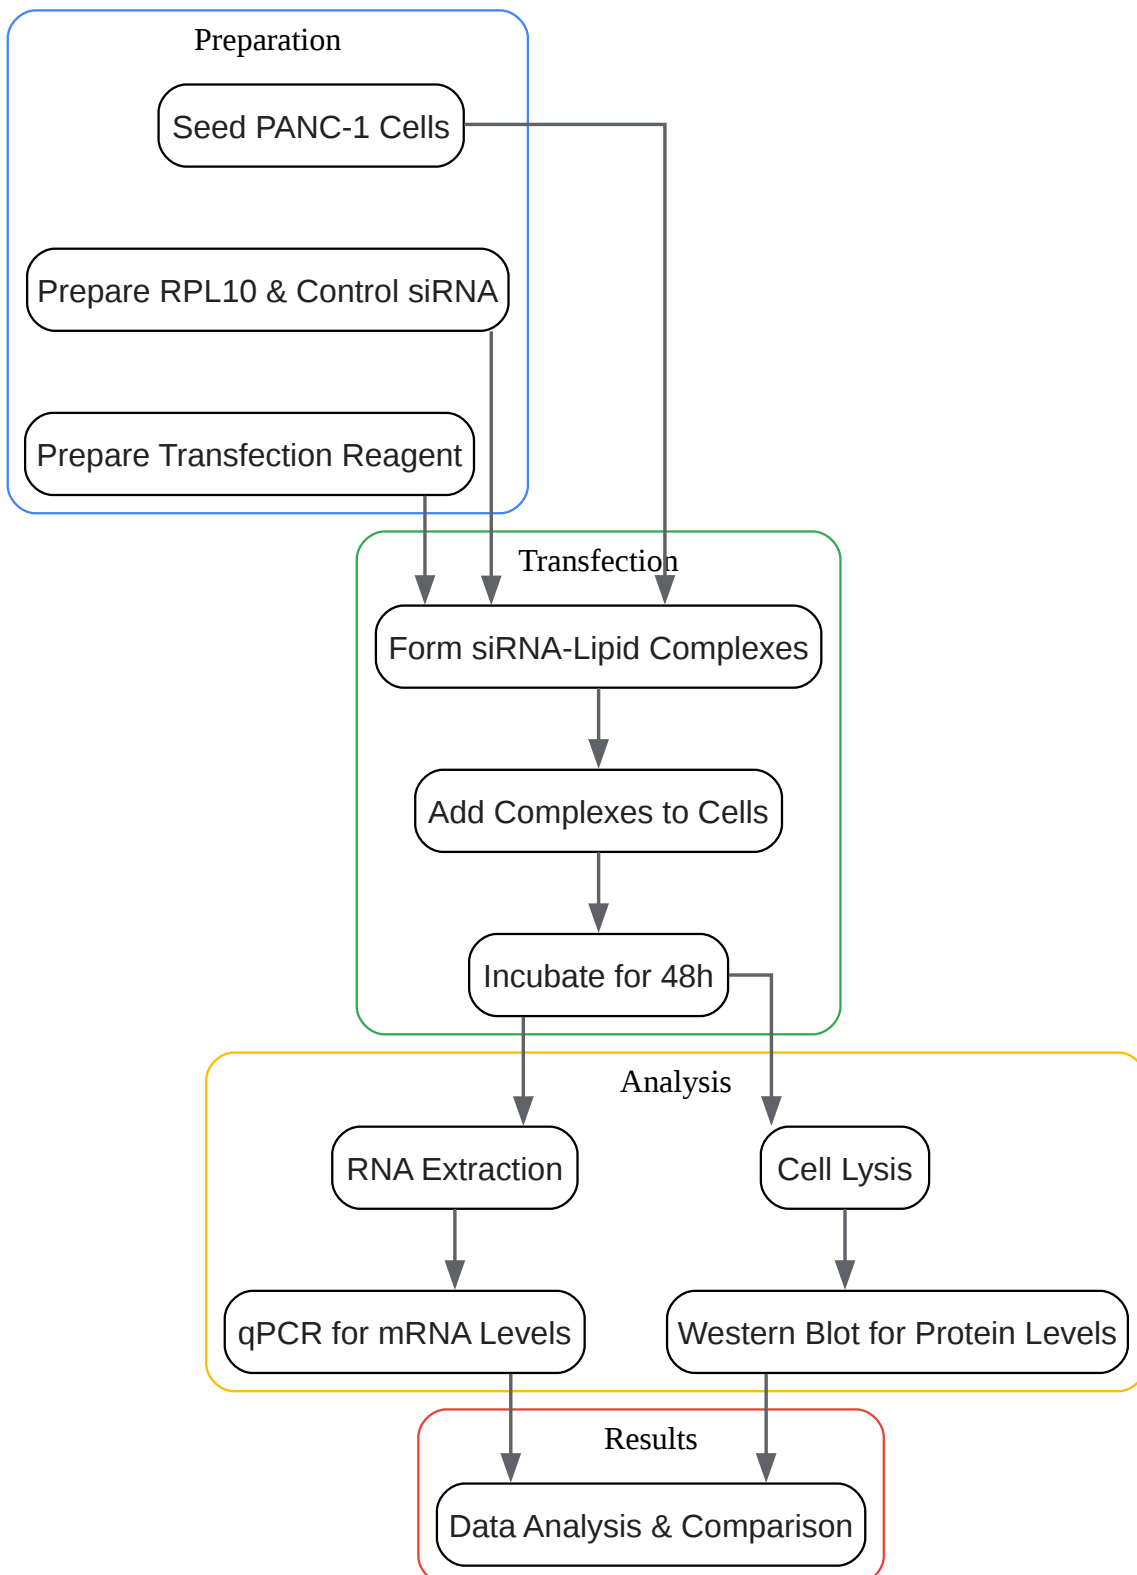 Preparation
Seed PANC-1 Cells
Prepare RPL10 & Control siRNA
Prepare Transfection Reagent
Transfection
Form siRNA-Lipid Complexes
Add Complexes to Cells
Incubate for 48h
Analysis
RNA Extraction
Cell Lysis
qPCR for mRNA Levels
Western Blot for Protein Levels
Results
Data Analysis & Comparison